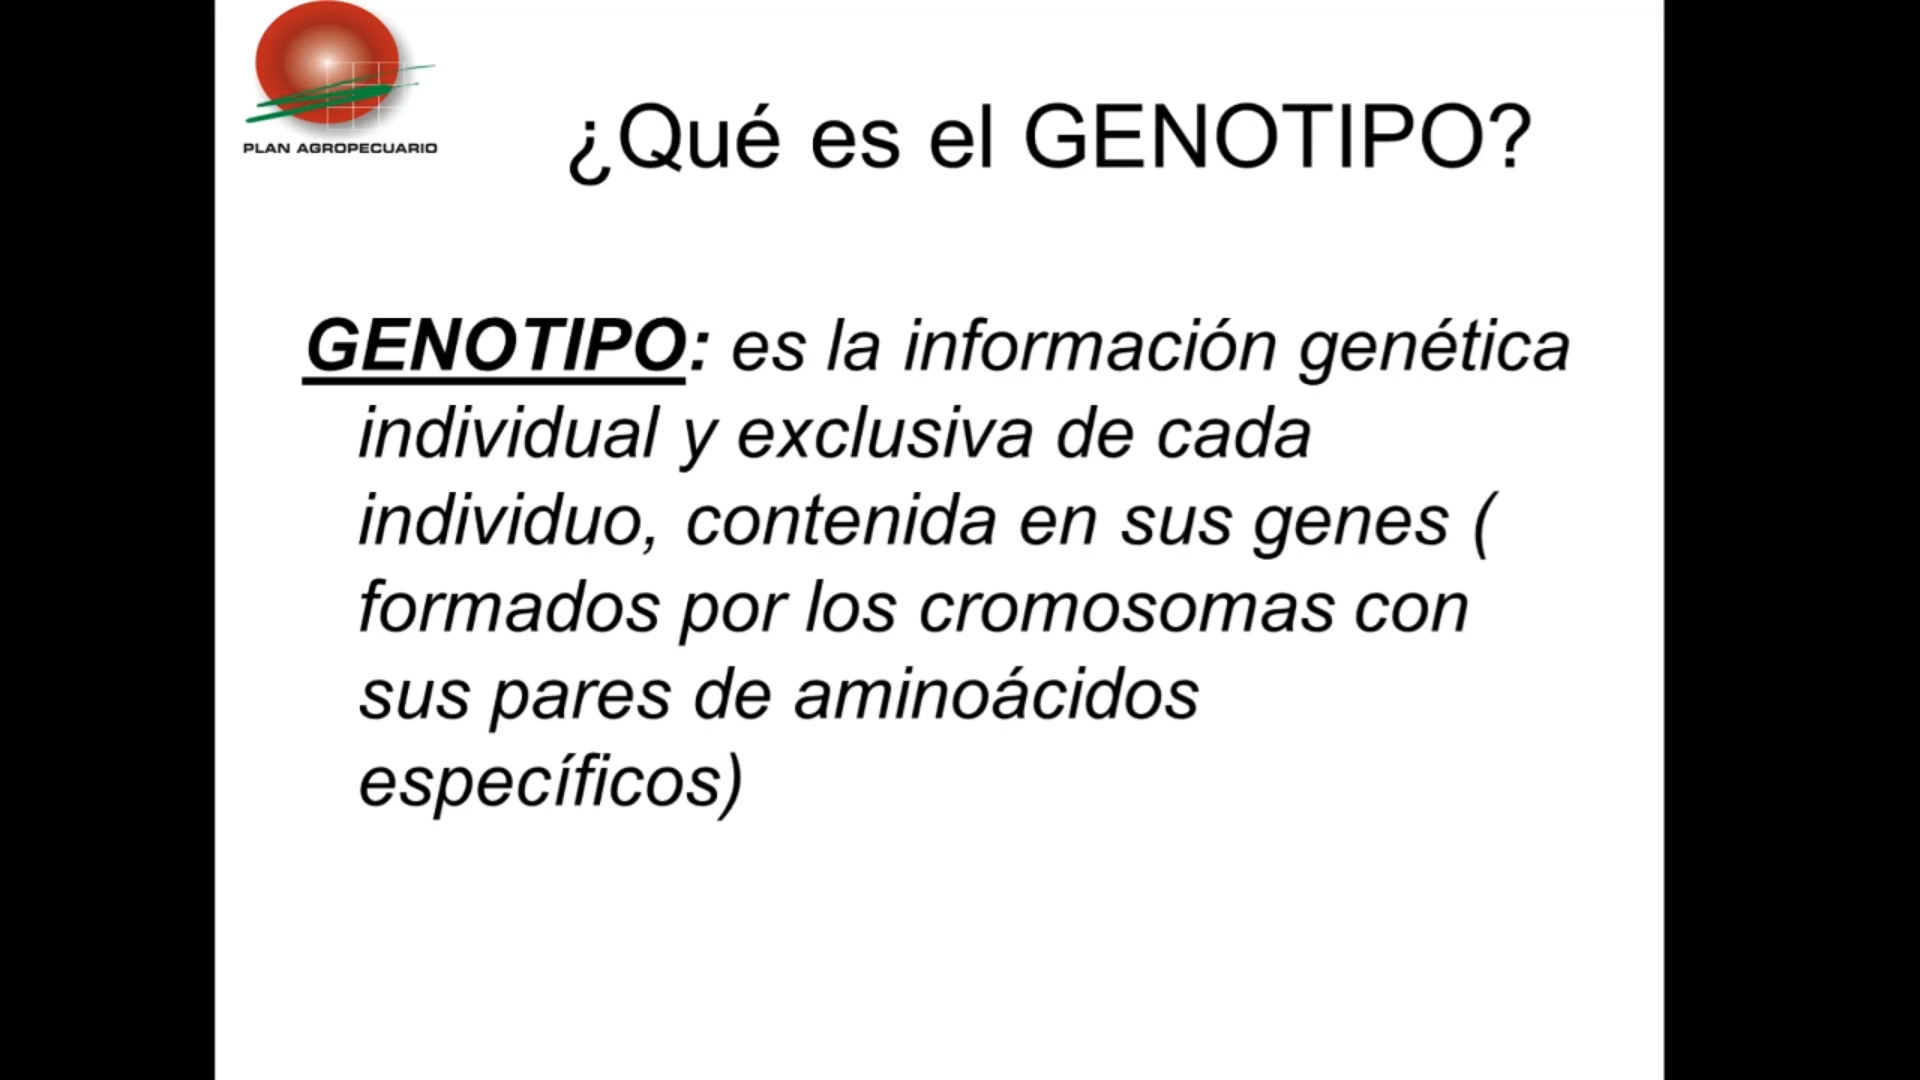 PLAN AGROPECUARIO
¿Qué es el GENOTIPO?
GENOTIPO: es la información genética
individual y exclusiva de cada
individuo, contenida en sus genes (
formados por los cromosomas con
sus pares de aminoácidos
específicos)